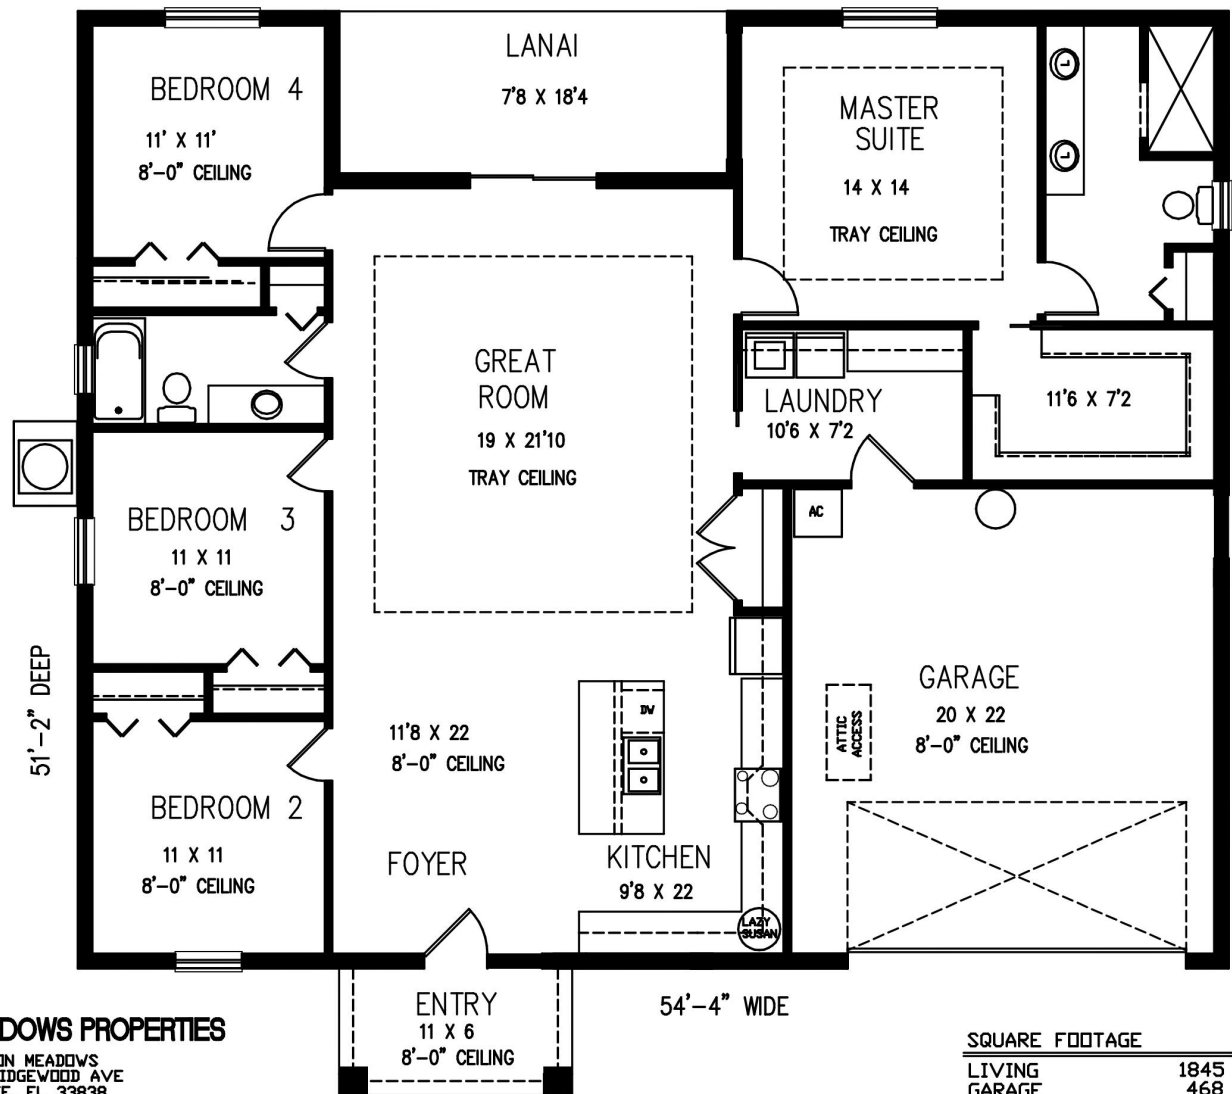 LANAI
7'8 X 18'4
BEDROOM 4
11' X 11'
8'-0" CEILING
MASTER
SUITE
14 X 14
TRAY CEILING
GREAT
ROOM
19 X 21'10
TRAY CEILING
LAUNDRY
10'6 X 7'2
11'6 X 7'2
BEDROOM 3
11 X 11
8'-0" CEILING
AC
51'-2" DEEP
GARAGE
20 X 22
8'-0" CEILING
ATTIC
ACCESS
DW
11'8 X 22
8'-0" CEILING
BEDROOM 2
11 X 11
8'-0" CEILING
FOYER
KITCHEN
9'8 X 22
LAZY
SUSAN
ENTRY
11 X 6
8'-0" CEILING
54'-4" WIDE
DOWS PROPERTIES
ON MEADOWS
IDGEWOOD AVE
FL 33838
SQUARE FOOTAGE
LIVING 1845
GARAGE 468